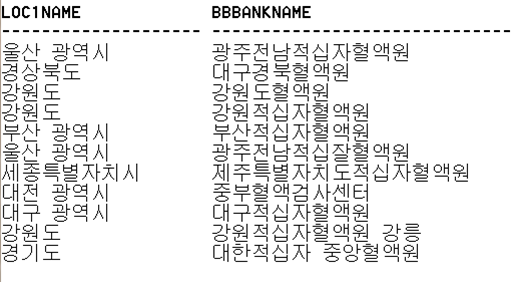 LOC1NAME BBBANKNAME
-------------------- ------------------------------
울산 광역시 광주전남적십자혈액원
경상북도 대구경북혈액원
강원도 강원도혈액원
강원도 강원적십자혈액원
부산 광역시 부산적십자혈액원
울산 광역시 광주전남적십잘혈액원
세종특별자치시 제주특별자치도적십자혈액원
대전 광역시 중부혈액검사센터
대구 광역시 대구적십자혈액원
강원도 강원적십자혈액원 강릉
경기도 대한적십자 중앙혈액원